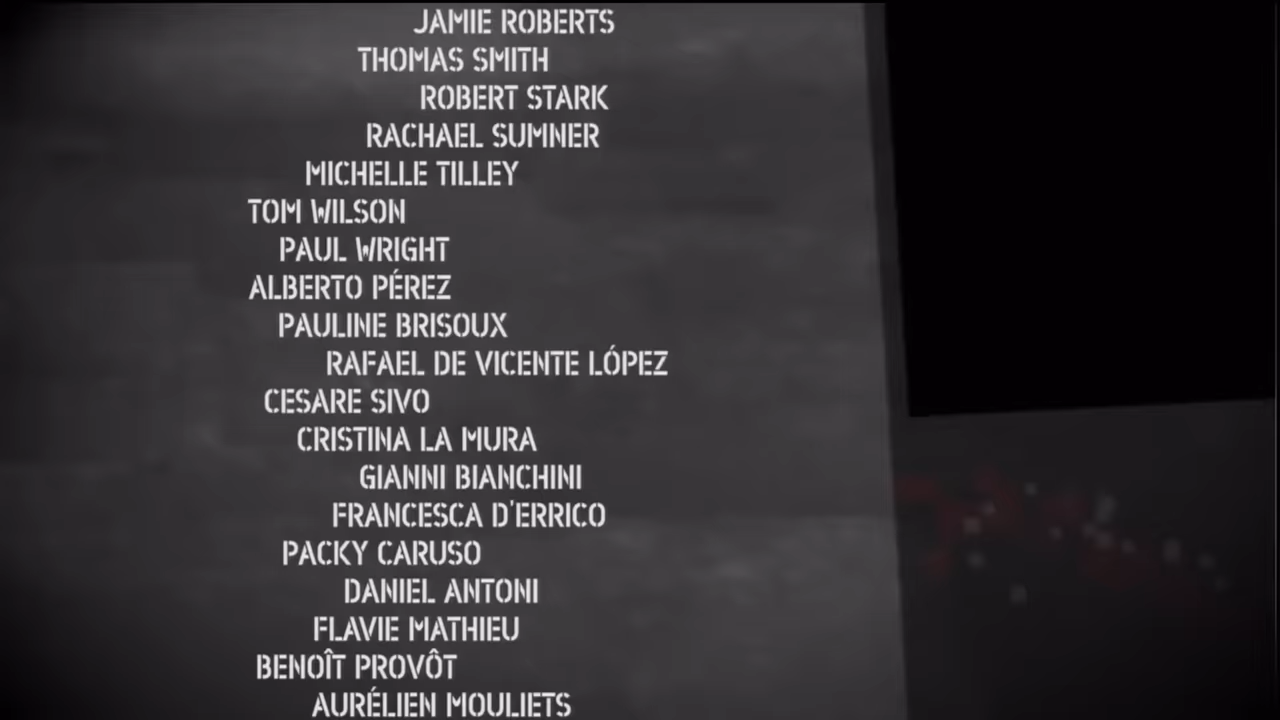 JAMIE ROBERTS
THOMAS SMITH
ROBERT STARK
RACHAEL SUMNER
MICHELLE TILLEY
TOM WILSON
PAUL WRIGHT
ALBERTO PÉREZ
PAULINE BRISOUX
RAFAEL DE VICENTE LÓPEZ
CESARE SIVO
CRISTINA LA MURA
GIANNI BIANCHINI
FRANCESCA D'ERRICO
PACKY CARUSO
DANIEL ANTONI
FLAVIE MATHIEU
BENOÎT PROVÔT
AURÉLIEN MOULIETS